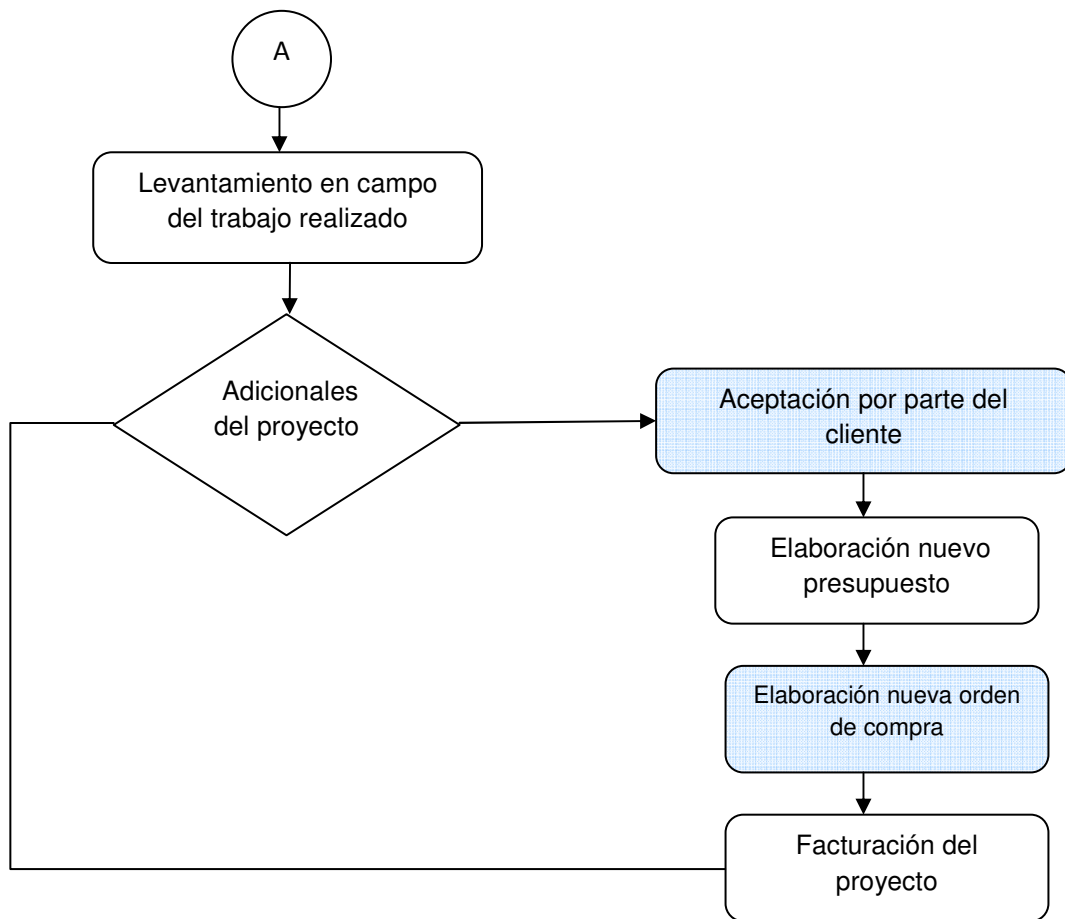 A
Levantamiento en campo
del trabajo realizado
Adicionales
del proyecto
Aceptación por parte del
cliente
Elaboración nuevo
presupuesto
Elaboración nueva orden
de compra
Facturación del
proyecto